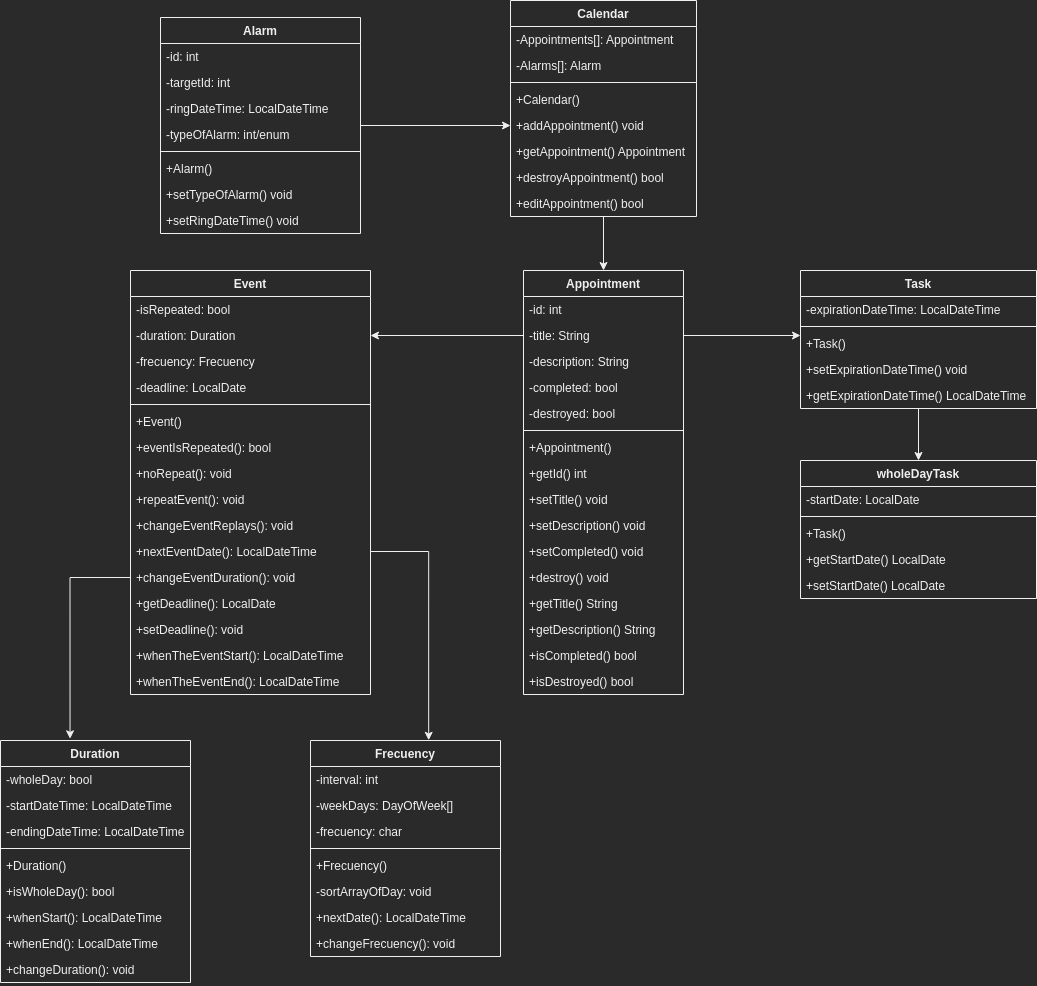 Alarm
-id: int
-targetId: int
-ringDateTime: LocalDateTime
-typeOfAlarm: int/enum
+Alarm()
+setTypeOfAlarm() void
+setRingDateTime() void
Calendar
-Appointments[]: Appointment
-Alarms[]: Alarm
+Calendar()
+addAppointment() void
+getAppointment() Appointment
+destroyAppointment() bool
+editAppointment() bool
Event
-isRepeated: bool
-duration: Duration
-frecuency: Frecuency
-deadline: LocalDate
+Event()
+eventIsRepeated(): bool
+noRepeat(): void
+repeatEvent(): void
+changeEventReplays(): void
+nextEventDate(): LocalDateTime
+changeEventDuration(): void
+getDeadline(): LocalDate
+setDeadline(): void
+whenTheEventStart(): LocalDateTime
+whenTheEventEnd(): LocalDateTime
Appointment
-id: int
-title: String
-description: String
-completed: bool
-destroyed: bool
+Appointment()
+getId() int
+setTitle() void
+setDescription() void
+setCompleted() void
+destroy() void
+getTitle() String
+getDescription() String
+isCompleted() bool
+isDestroyed() bool
Task
-expirationDateTime: LocalDateTime
+Task()
+setExpirationDateTime() void
+getExpirationDateTime() LocalDateTime
wholeDayTask
-startDate: LocalDate
+Task()
+getStartDate() LocalDate
+setStartDate() LocalDate
Duration
-wholeDay: bool
-startDateTime: LocalDateTime
-endingDateTime: LocalDateTime
+Duration()
+isWholeDay(): bool
+whenStart(): LocalDateTime
+whenEnd(): LocalDateTime
+changeDuration(): void
Frecuency
-interval: int
-weekDays: DayOfWeek[]
-frecuency: char
+Frecuency()
-sortArrayOfDay: void
+nextDate(): LocalDateTime
+changeFrecuency(): void